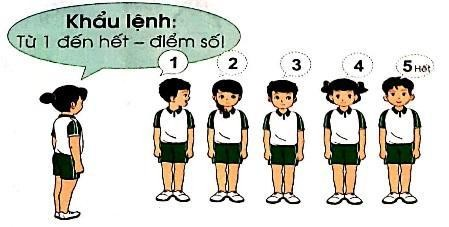 Khẩu lệnh:
Từ 1 đến hết – điểm số!
1
2
3
4
5 Hết